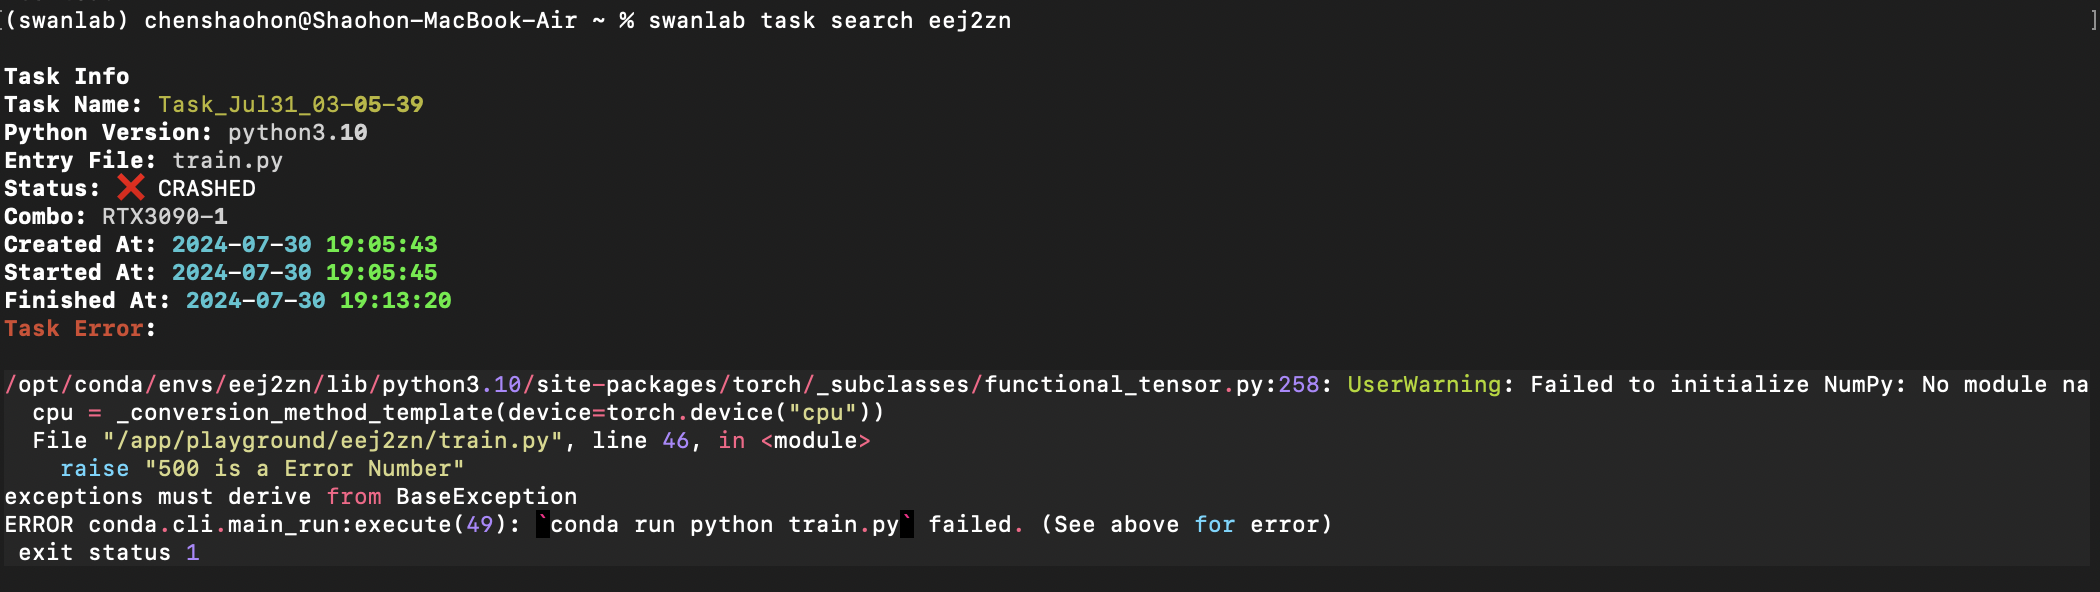 (swanlab) chenshaohon@Shaohon-MacBook-Air ~ % swanlab task search eej2zn
Task Info
Task Name: Task_Jul31_03-05-39
Python Version: python3.10
Entry File: train.py
Status: ❌ CRASHED
Combo: RTX3090-1
Created At: 2024-07-30 19:05:43
Started At: 2024-07-30 19:05:45
Finished At: 2024-07-30 19:13:20
Task Error:
/opt/conda/envs/eej2zn/lib/python3.10/site-packages/torch/_subclasses/functional_tensor.py:258: UserWarning: Failed to initialize NumPy: No module na
  cpu = _conversion_method_template(device=torch.device("cpu"))
  File "/app/playground/eej2zn/train.py", line 46, in <module>
    raise "500 is a Error Number"
exceptions must derive from BaseException
ERROR conda.cli.main_run:execute(49): `conda run python train.py` failed. (See above for error)
 exit status 1